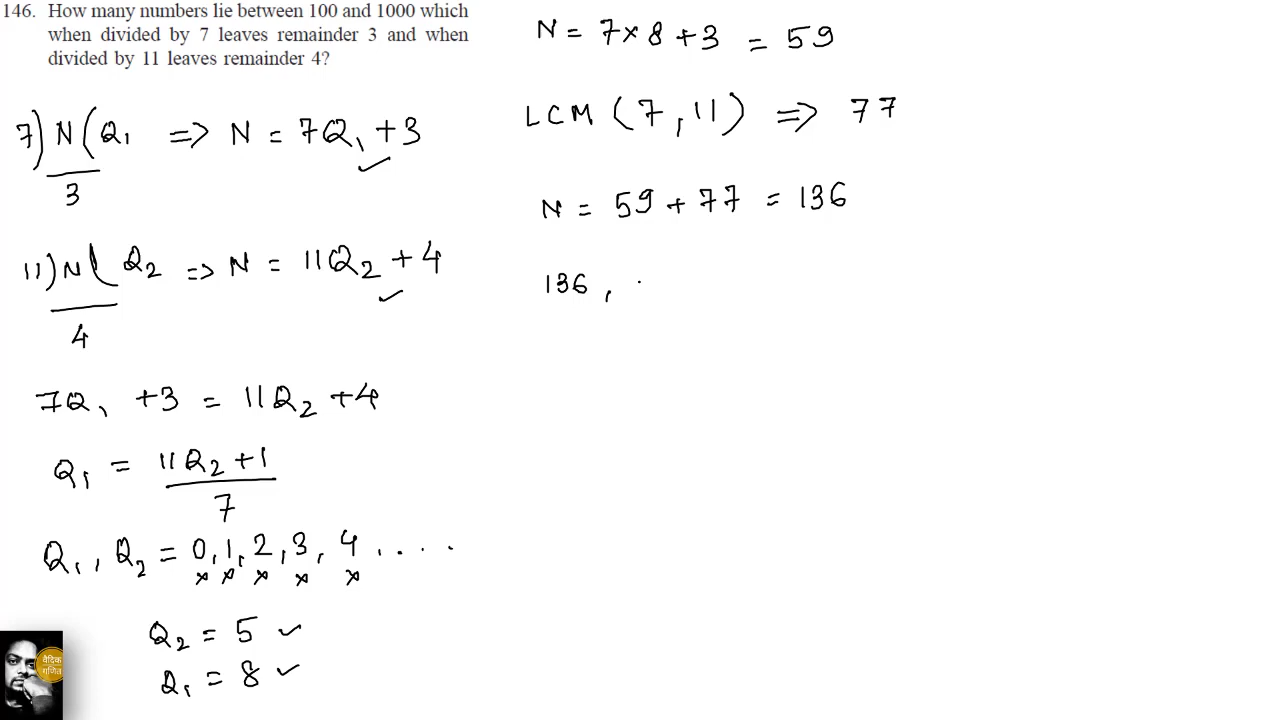 146. How many numbers lie between 100 and 1000 which
when divided by 7 leaves remainder 3 and when
divided by 11 leaves remainder 4?
7) N ( Q₁ => N = 7Q₁ + 3
3
11) N ( Q₂ => N = 11Q₂ + 4
4
7Q₁ + 3 = 11Q₂ + 4
Q₁ = 11Q₂ + 1
7
Q₁, Q₂ = 0, 1, 2, 3, 4, ....
× × × × ×
Q₂ = 5 ✓
Q₁ = 8 ✓
N = 7 × 8 + 3 = 59
LCM (7, 11) => 77
N = 59 + 77 = 136
136, .
वैदिक
गणित